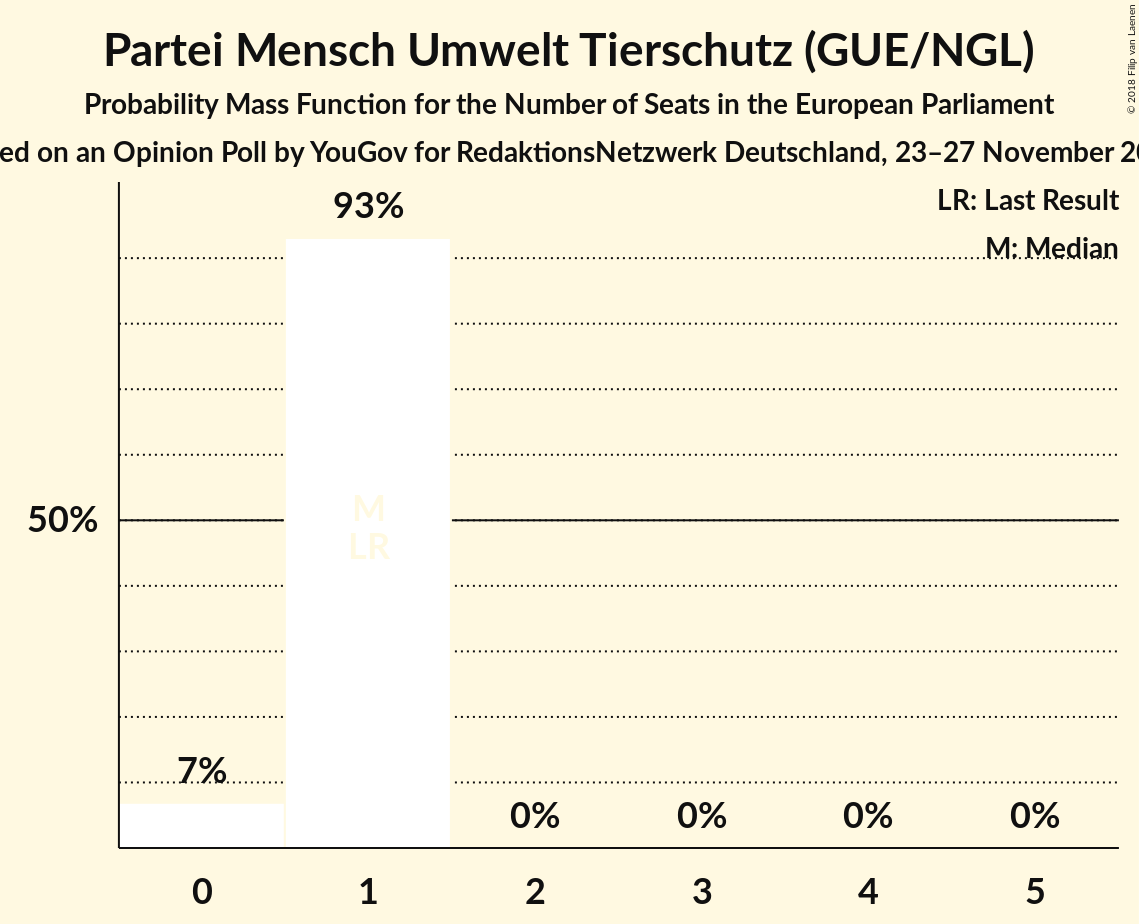 Partei Mensch Umwelt Tierschutz (GUE/NGL)
Probability Mass Function for the Number of Seats in the European Parliament
on an Opinion Poll by YouGov for RedaktionsNetzwerk Deutschland, 23–27 November
© 2018 Filip van Laenen
LR: Last Result
M: Median
93%
M
50%
LR
7%
0% 0% 0% 0%
0 1 2 3 4 5